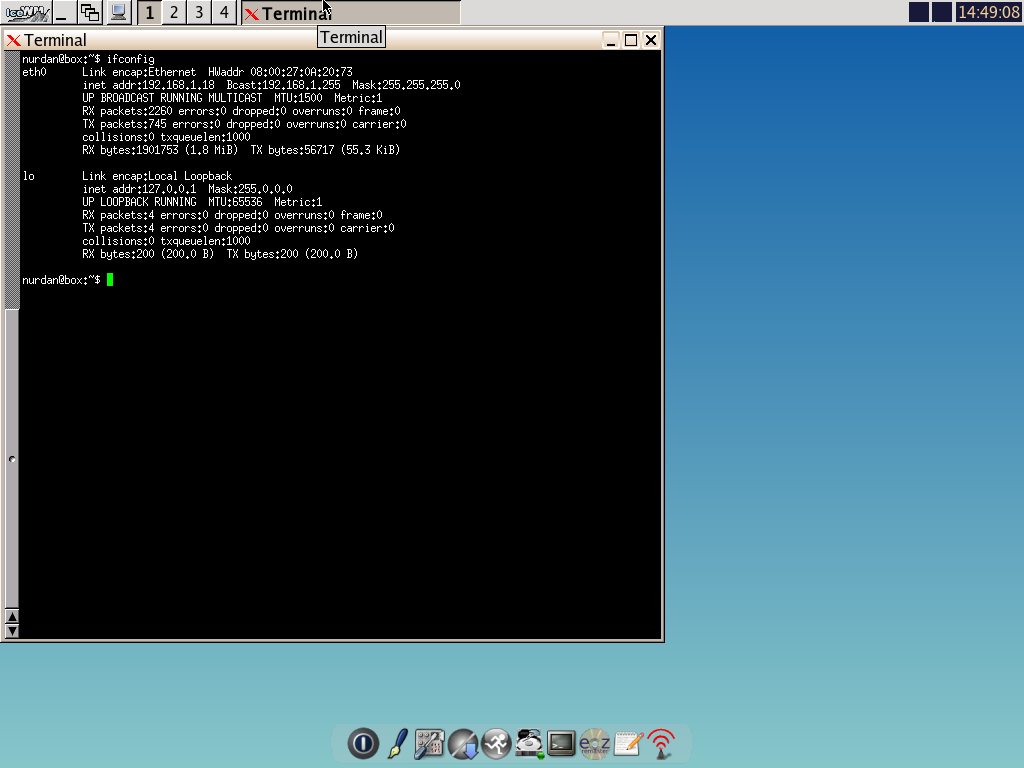 IceWM
1 2 3 4 Terminal 14:49:08
Terminal
Terminal
nurdan@box:~$ ifconfig
eth0 Link encap:Ethernet HWaddr 08:00:27:0A:20:73
inet addr:192.168.1.18 Bcast:192.168.1.255 Mask:255.255.255.0
UP BROADCAST RUNNING MULTICAST MTU:1500 Metric:1
RX packets:2260 errors:0 dropped:0 overruns:0 frame:0
TX packets:745 errors:0 dropped:0 overruns:0 carrier:0
collisions:0 txqueuelen:1000
RX bytes:1901753 (1.8 MiB) TX bytes:56717 (55.3 KiB)
lo Link encap:Local Loopback
inet addr:127.0.0.1 Mask:255.0.0.0
UP LOOPBACK RUNNING MTU:65536 Metric:1
RX packets:4 errors:0 dropped:0 overruns:0 frame:0
TX packets:4 errors:0 dropped:0 overruns:0 carrier:0
collisions:0 txqueuelen:1000
RX bytes:200 (200.0 B) TX bytes:200 (200.0 B)
nurdan@box:~$
ezremaster